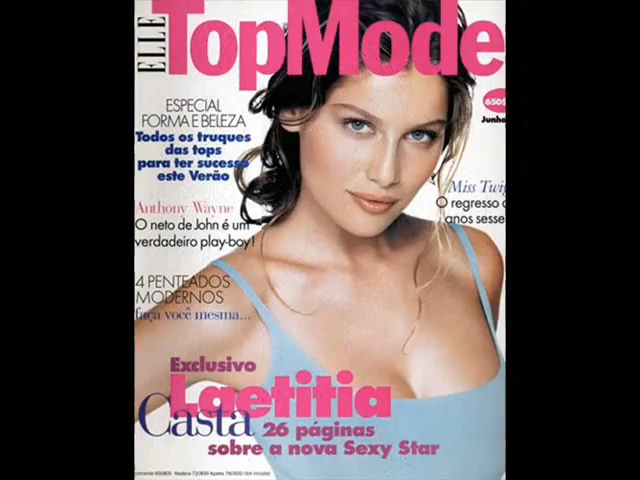 ELLE
TopMode
ESPECIAL
FORMA E BELEZA
Todos os truques
das tops
para ter sucesso
este Verão
650$
Junho
Miss Twig
O regresso d
anos sesse
Anthony Wayne
O neto de John é um
verdadeiro play-boy!
4 PENTEADOS
MODERNOS
faça você mesma...
Exclusivo
Laetitia
Casta
26 páginas
sobre a nova Sexy Star